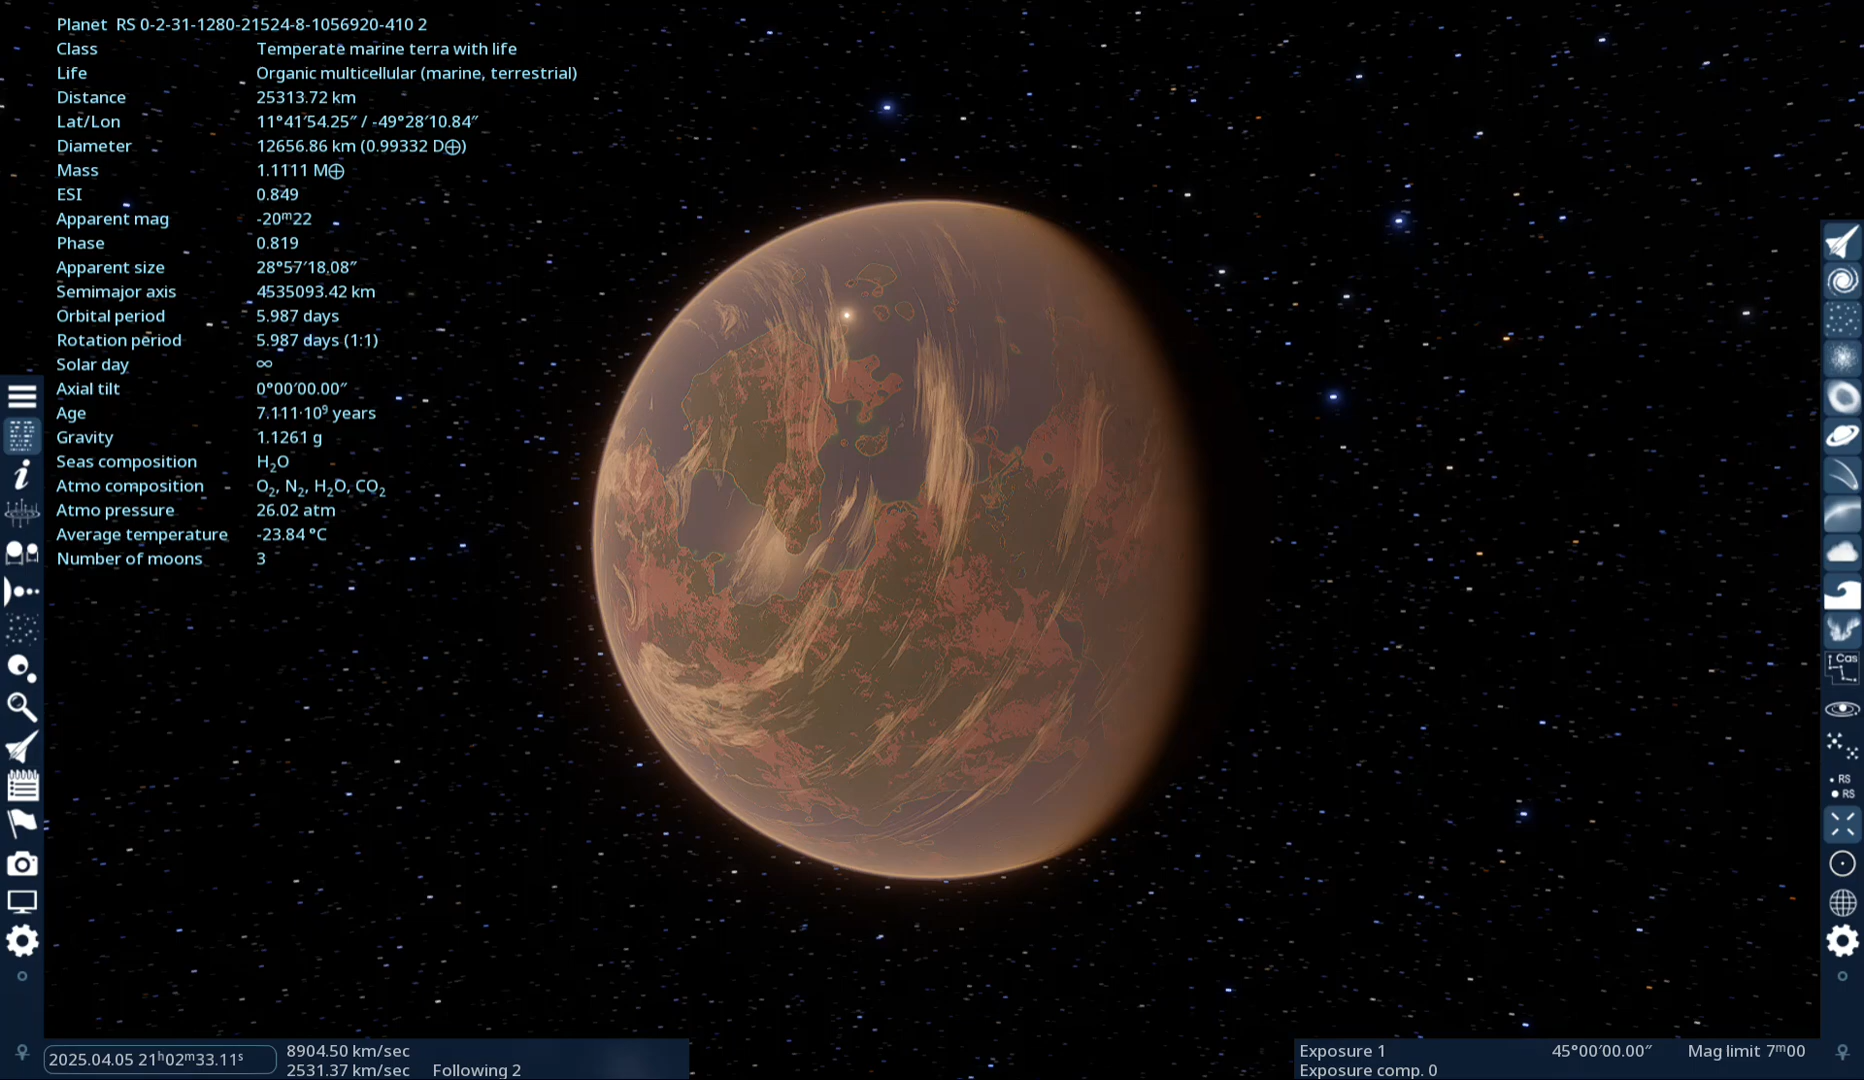 Planet RS 0-2-31-1280-21524-8-1056920-410 2
Class Temperate marine terra with life
Life Organic multicellular (marine, terrestrial)
Distance 25313.72 km
Lat/Lon 11°41′54.25″ / -49°28′10.84″
Diameter 12656.86 km (0.99332 D⊕)
Mass 1.1111 M⊕
ESI 0.849
Apparent mag -20ᵐ22
Phase 0.819
Apparent size 28°57′18.08″
Semimajor axis 4535093.42 km
Orbital period 5.987 days
Rotation period 5.987 days (1:1)
Solar day ∞
Axial tilt 0°00′00.00″
Age 7.111·10⁹ years
Gravity 1.1261 g
Seas composition H₂O
Atmo composition O₂, N₂, H₂O, CO₂
Atmo pressure 26.02 atm
Average temperature -23.84 °C
Number of moons 3
Cas
RS
RS
2025.04.05 21ʰ02ᵐ33.11ˢ
8904.50 km/sec
2531.37 km/sec Following 2
Exposure 1 45°00′00.00″ Mag limit 7ᵐ00
Exposure comp. 0